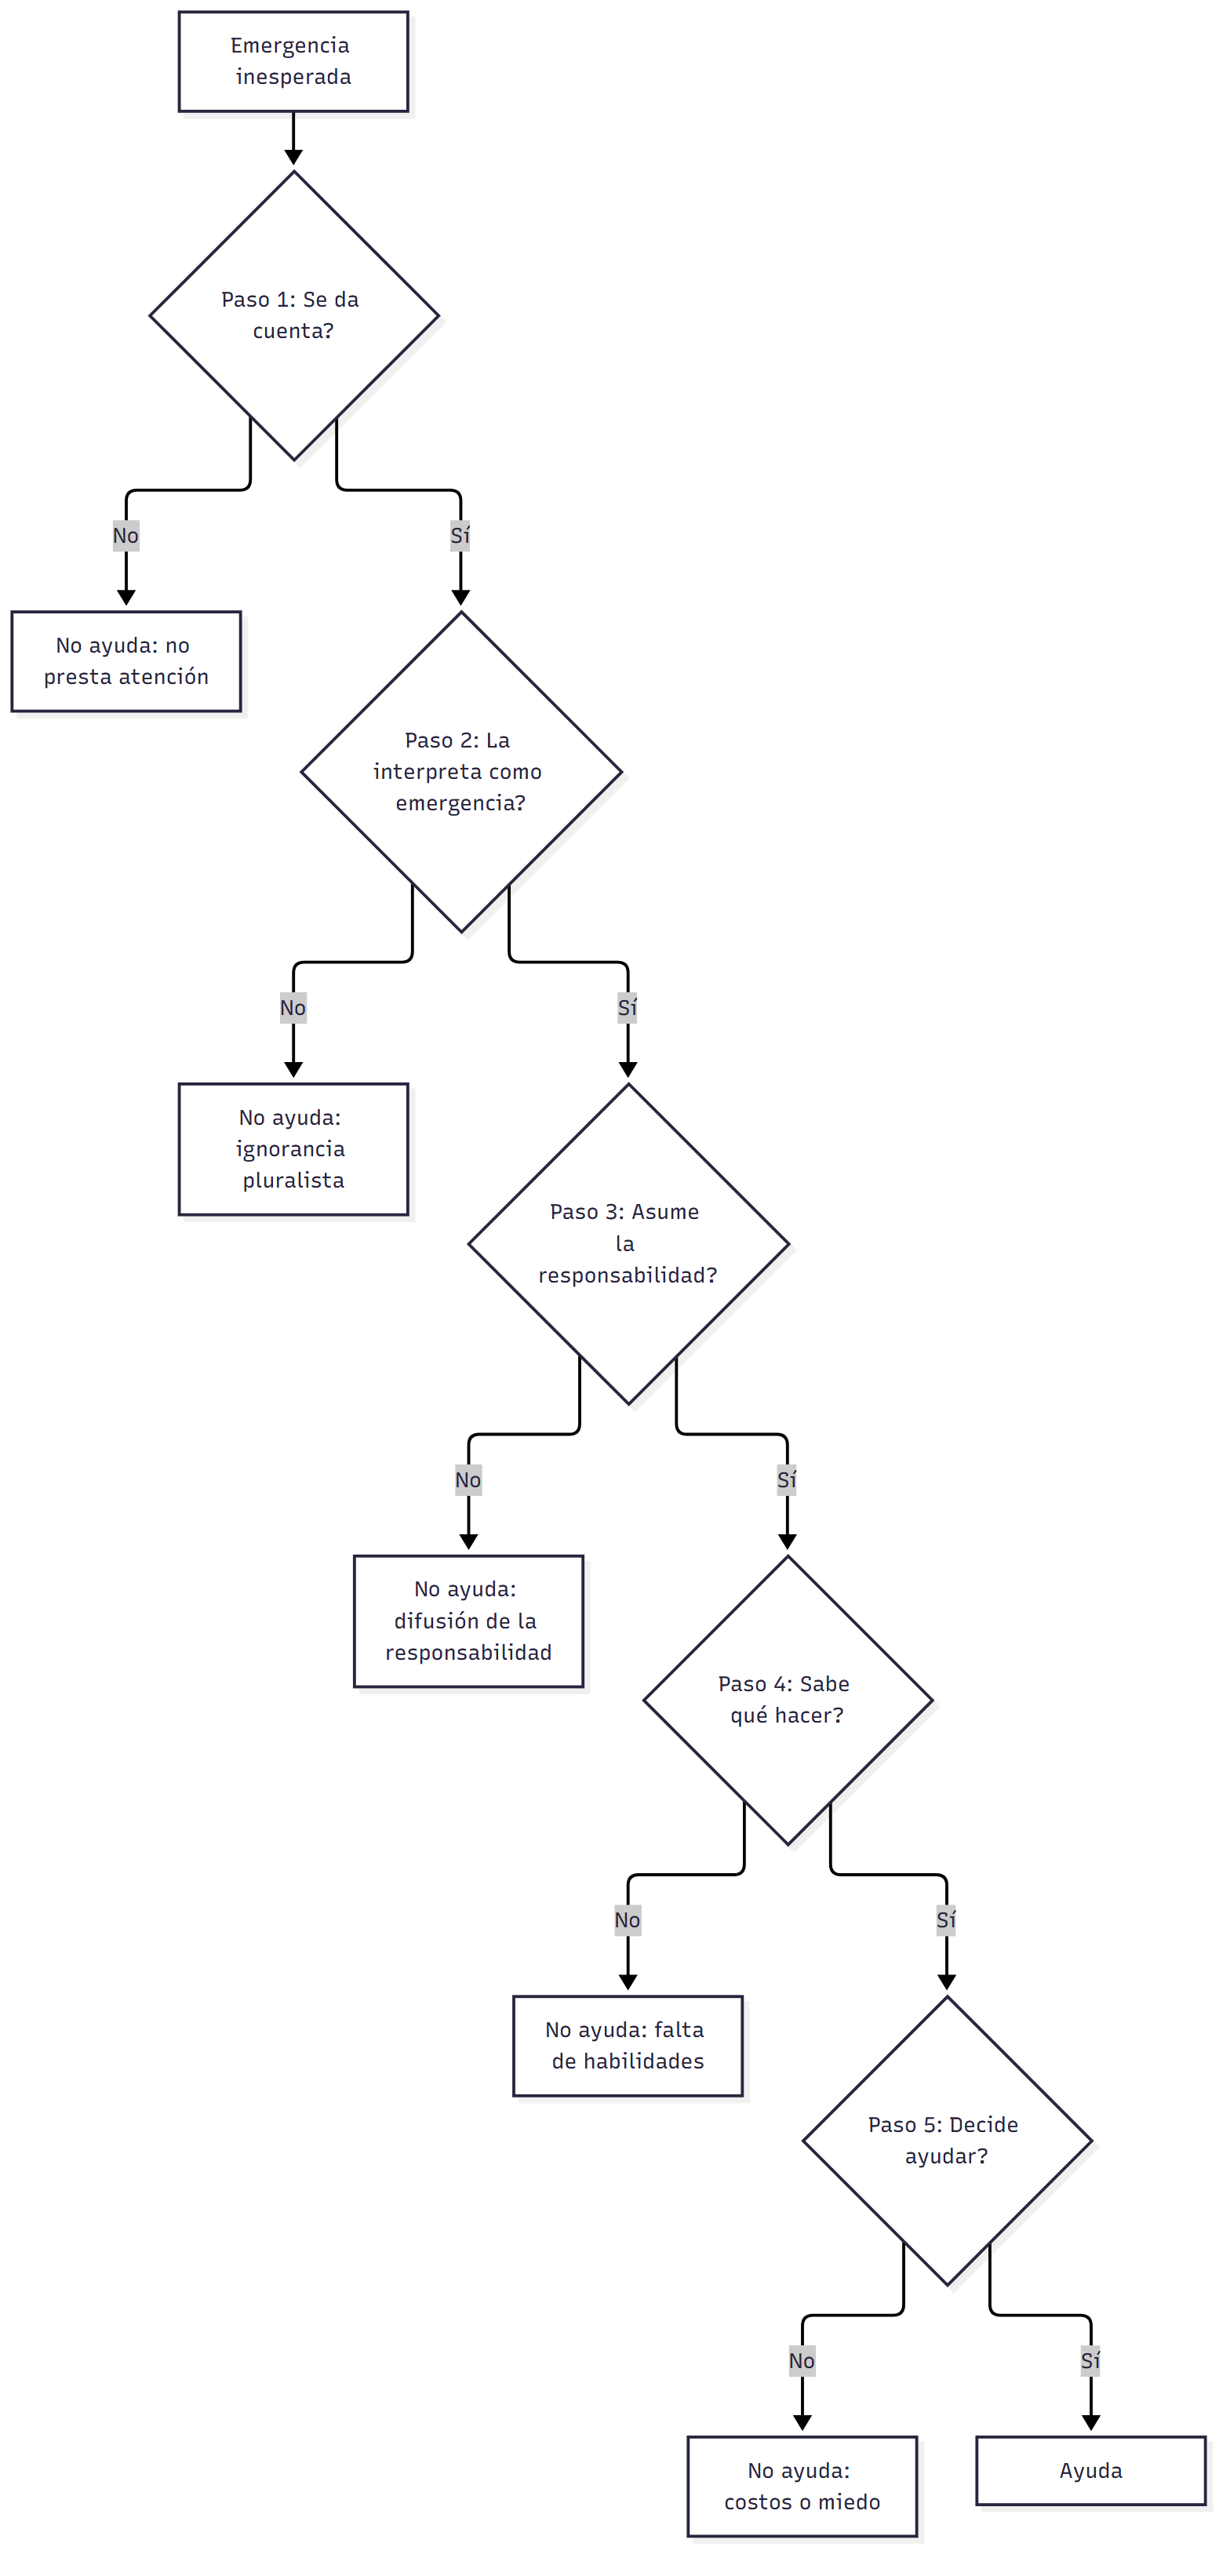 Emergencia
inesperada
Paso 1: Se da
cuenta?
No
Sí
No ayuda: no
presta atención
Paso 2: La
interpreta como
emergencia?
No
Sí
No ayuda:
ignorancia
pluralista
Paso 3: Asume
la
responsabilidad?
No
Sí
No ayuda:
difusión de la
responsabilidad
Paso 4: Sabe
qué hacer?
No
Sí
No ayuda: falta
de habilidades
Paso 5: Decide
ayudar?
No
Sí
No ayuda:
costos o miedo
Ayuda